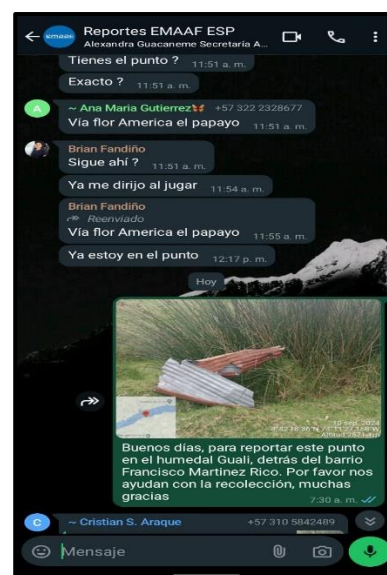 emaaf
Reportes EMAAF ESP
Alexandra Guacaneme Secretaría A...
Tienes el punto ? 11:51 a. m.
Exacto ? 11:51 a. m.
A
~ Ana Maria Gutierrez +57 322 2328677
Vía flor America el papayo 11:51 a. m.
Brian Fandiño
Sigue ahí ? 11:51 a. m.
Ya me dirijo al jugar 11:54 a. m.
Brian Fandiño
Reenviado
Vía flor America el papayo 11:55 a. m.
Ya estoy en el punto 12:17 p. m.
Hoy
10 sep. 2024
Buenos días, para reportar este punto
en el humedal Guali, detrás del barrio
Francisco Martinez Rico. Por favor nos
ayudan con la recolección, muchas
gracias 7:30 a. m.
C
~ Cristian S. Araque +57 310 5842489
Mensaje